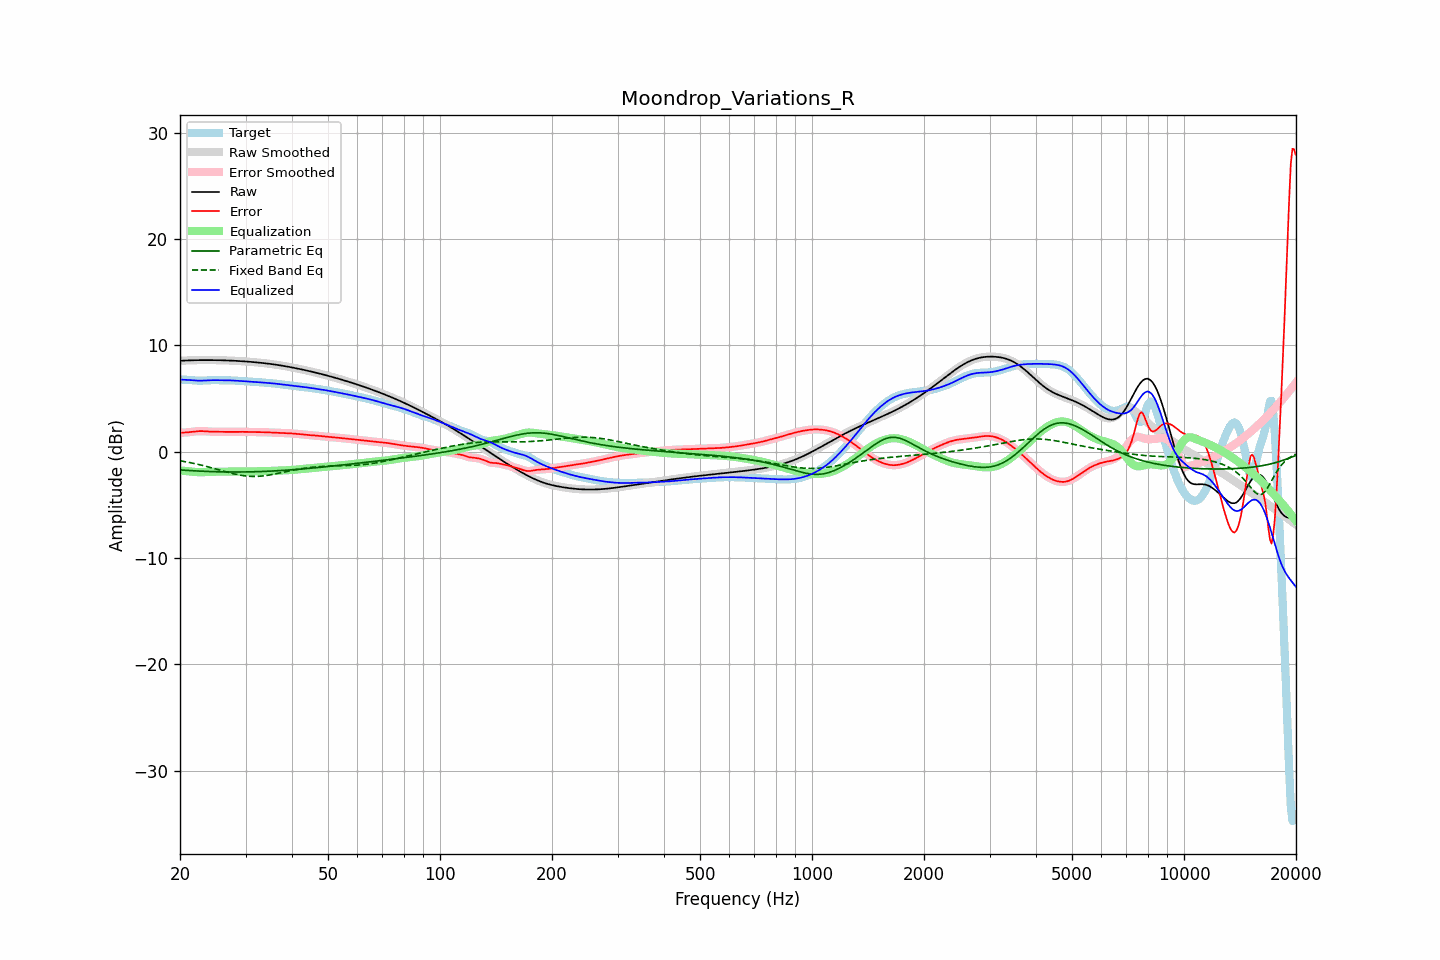 Moondrop_Variations_R
Target
Raw Smoothed
Error Smoothed
Raw
Error
Equalization
Parametric Eq
Fixed Band Eq
Equalized
30
20
10
0
−10
−20
−30
Amplitude (dBr)
20
50
100
200
500
1000
2000
5000
10000
20000
Frequency (Hz)